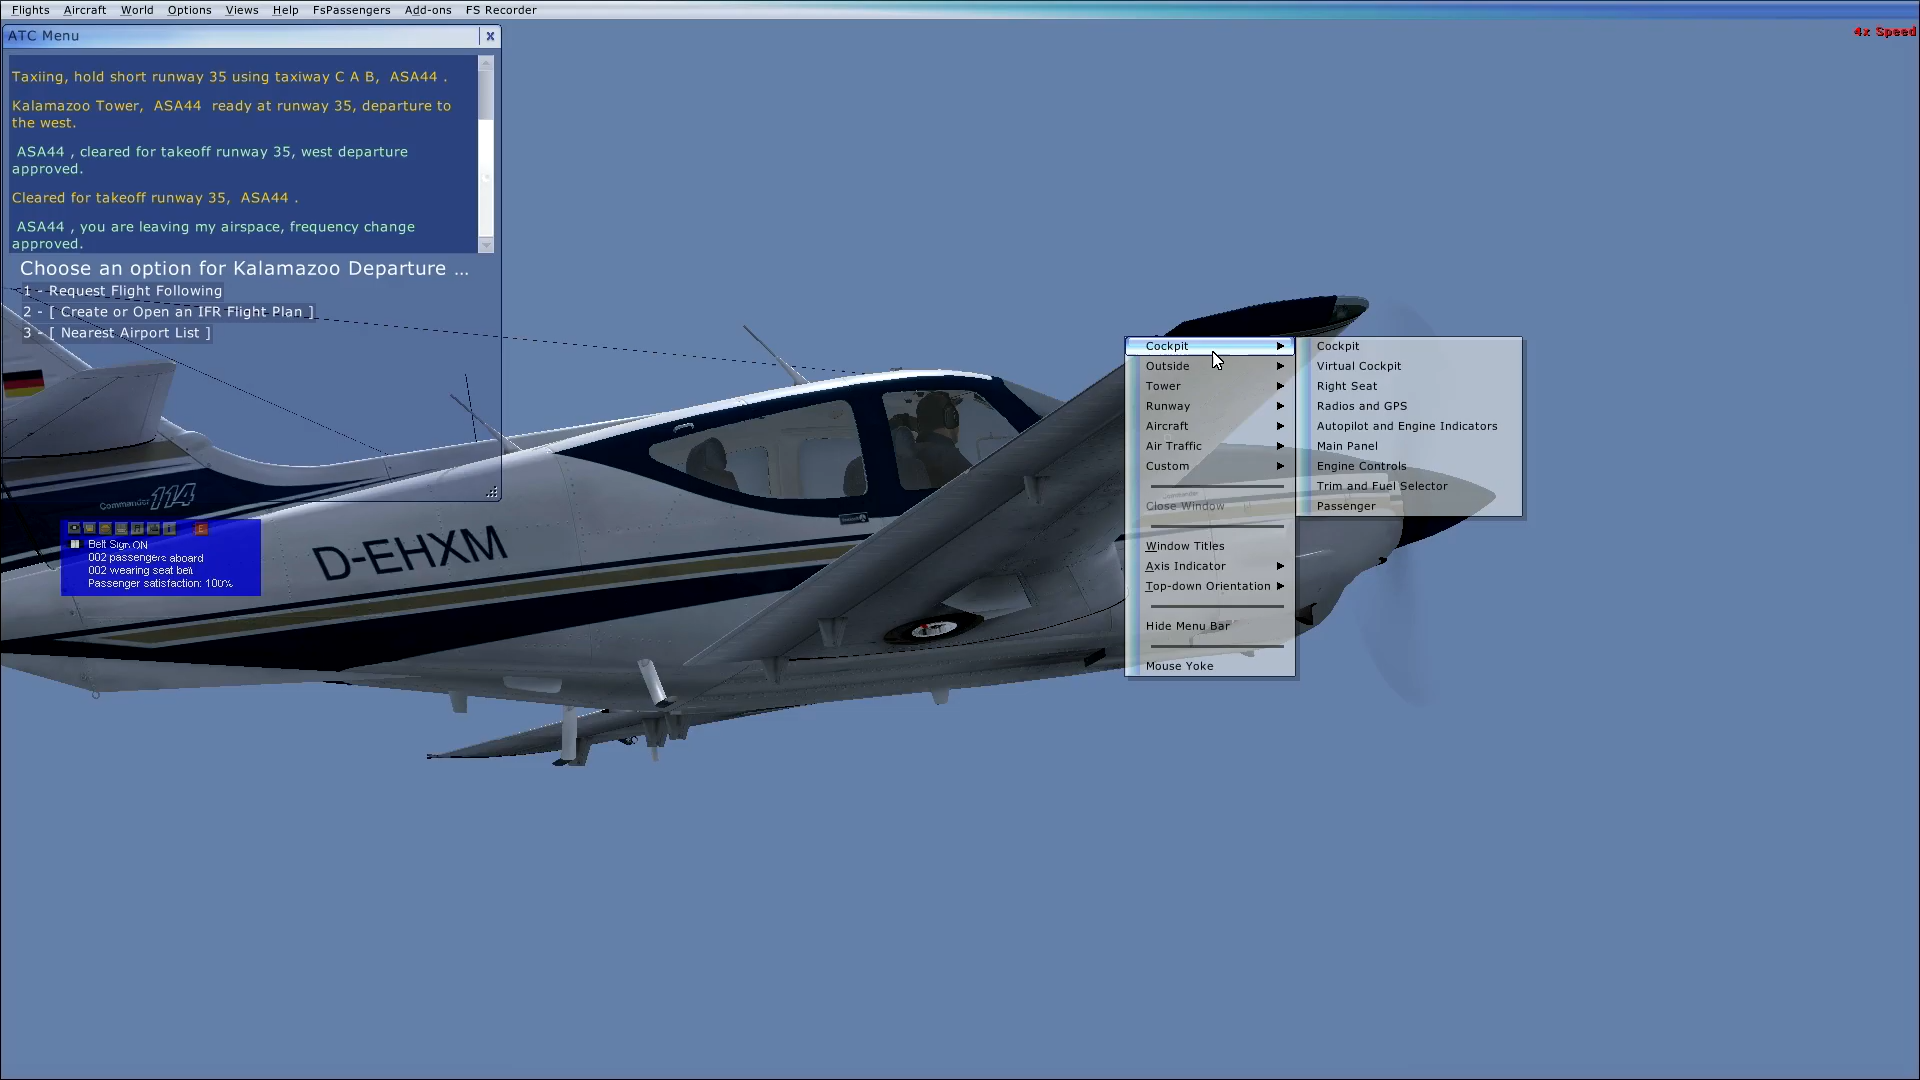 Flights Aircraft World Options Views Help FsPassengers Add-ons FS Recorder
4x Speed
ATC Menu x
Taxiing, hold short runway 35 using taxiway C A B, ASA44 .
Kalamazoo Tower, ASA44 ready at runway 35, departure to
the west.
ASA44 , cleared for takeoff runway 35, west departure
approved.
Cleared for takeoff runway 35, ASA44 .
ASA44 , you are leaving my airspace, frequency change
approved.
Choose an option for Kalamazoo Departure ...
1 - Request Flight Following
2 - [ Create or Open an IFR Flight Plan ]
3 - [ Nearest Airport List ]
Commander 114
E
Belt Sign ON
002 passengers aboard
002 wearing seat belt
Passenger satisfaction: 100%
D-EHXM
Cockpit
Outside
Tower
Runway
Aircraft
Air Traffic
Custom
Close Window
Window Titles
Axis Indicator
Top-down Orientation
Hide Menu Bar
Mouse Yoke
Cockpit
Virtual Cockpit
Right Seat
Radios and GPS
Autopilot and Engine Indicators
Main Panel
Engine Controls
Trim and Fuel Selector
Passenger